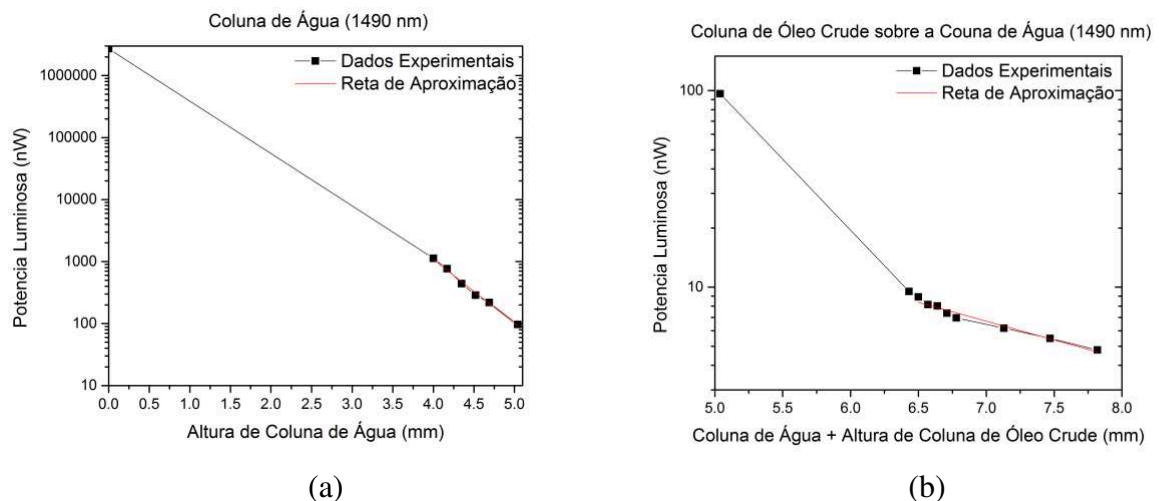 Coluna de Água (1490 nm)
Dados Experimentais
Reta de Aproximação
Potencia Luminosa (nW)
1000000
100000
10000
1000
100
10
0.0 0.5 1.0 1.5 2.0 2.5 3.0 3.5 4.0 4.5 5.0
Altura de Coluna de Água (mm)
(a)
Coluna de Óleo Crude sobre a Couna de Água (1490 nm)
Dados Experimentais
Reta de Aproximação
Potencia Luminosa (nW)
100
10
5.0 5.5 6.0 6.5 7.0 7.5 8.0
Coluna de Água + Altura de Coluna de Óleo Crude (mm)
(b)